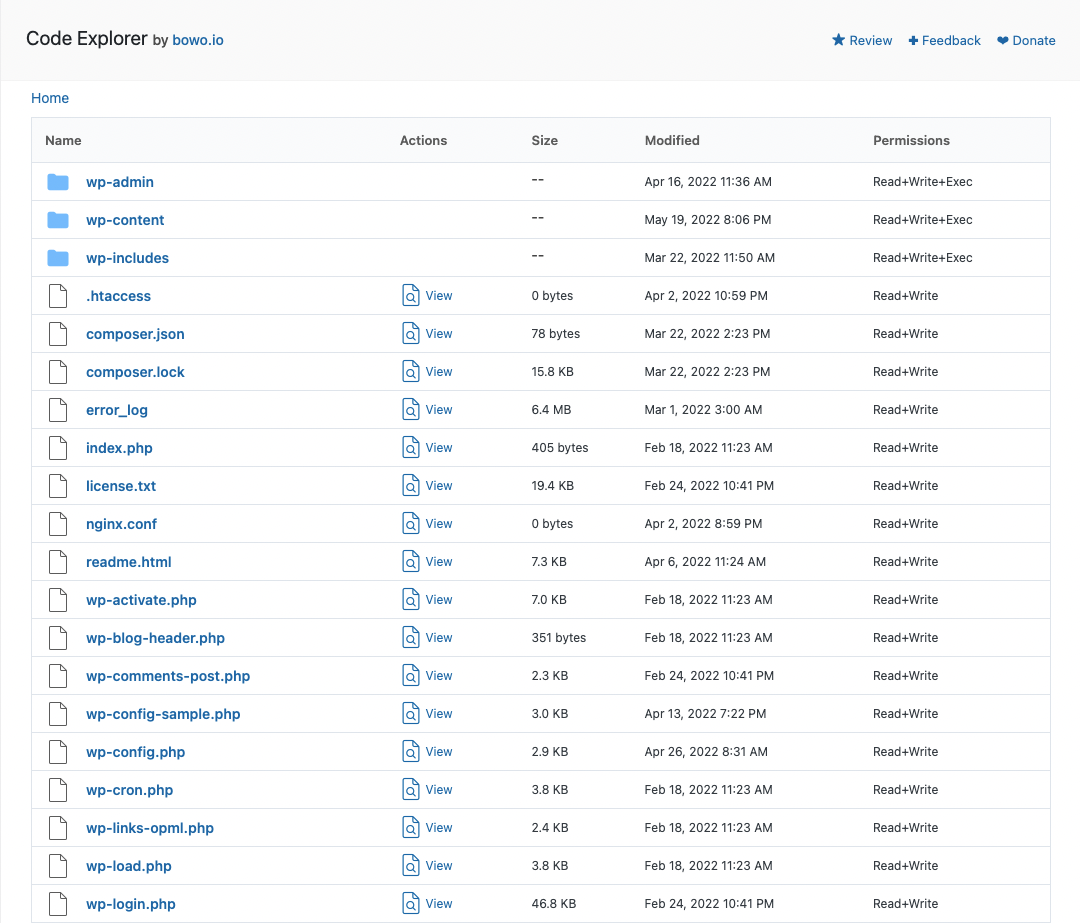 Code Explorer by bowo.io Review Feedback Donate
Home
Name Actions Size Modified Permissions
wp-admin -- Apr 16, 2022 11:36 AM Read+Write+Exec
wp-content -- May 19, 2022 8:06 PM Read+Write+Exec
wp-includes -- Mar 22, 2022 11:50 AM Read+Write+Exec
.htaccess View 0 bytes Apr 2, 2022 10:59 PM Read+Write
composer.json View 78 bytes Mar 22, 2022 2:23 PM Read+Write
composer.lock View 15.8 KB Mar 22, 2022 2:23 PM Read+Write
error_log View 6.4 MB Mar 1, 2022 3:00 AM Read+Write
index.php View 405 bytes Feb 18, 2022 11:23 AM Read+Write
license.txt View 19.4 KB Feb 24, 2022 10:41 PM Read+Write
nginx.conf View 0 bytes Apr 2, 2022 8:59 PM Read+Write
readme.html View 7.3 KB Apr 6, 2022 11:24 AM Read+Write
wp-activate.php View 7.0 KB Feb 18, 2022 11:23 AM Read+Write
wp-blog-header.php View 351 bytes Feb 18, 2022 11:23 AM Read+Write
wp-comments-post.php View 2.3 KB Feb 24, 2022 10:41 PM Read+Write
wp-config-sample.php View 3.0 KB Apr 13, 2022 7:22 PM Read+Write
wp-config.php View 2.9 KB Apr 26, 2022 8:31 AM Read+Write
wp-cron.php View 3.8 KB Feb 18, 2022 11:23 AM Read+Write
wp-links-opml.php View 2.4 KB Feb 18, 2022 11:23 AM Read+Write
wp-load.php View 3.8 KB Feb 18, 2022 11:23 AM Read+Write
wp-login.php View 46.8 KB Feb 24, 2022 10:41 PM Read+Write